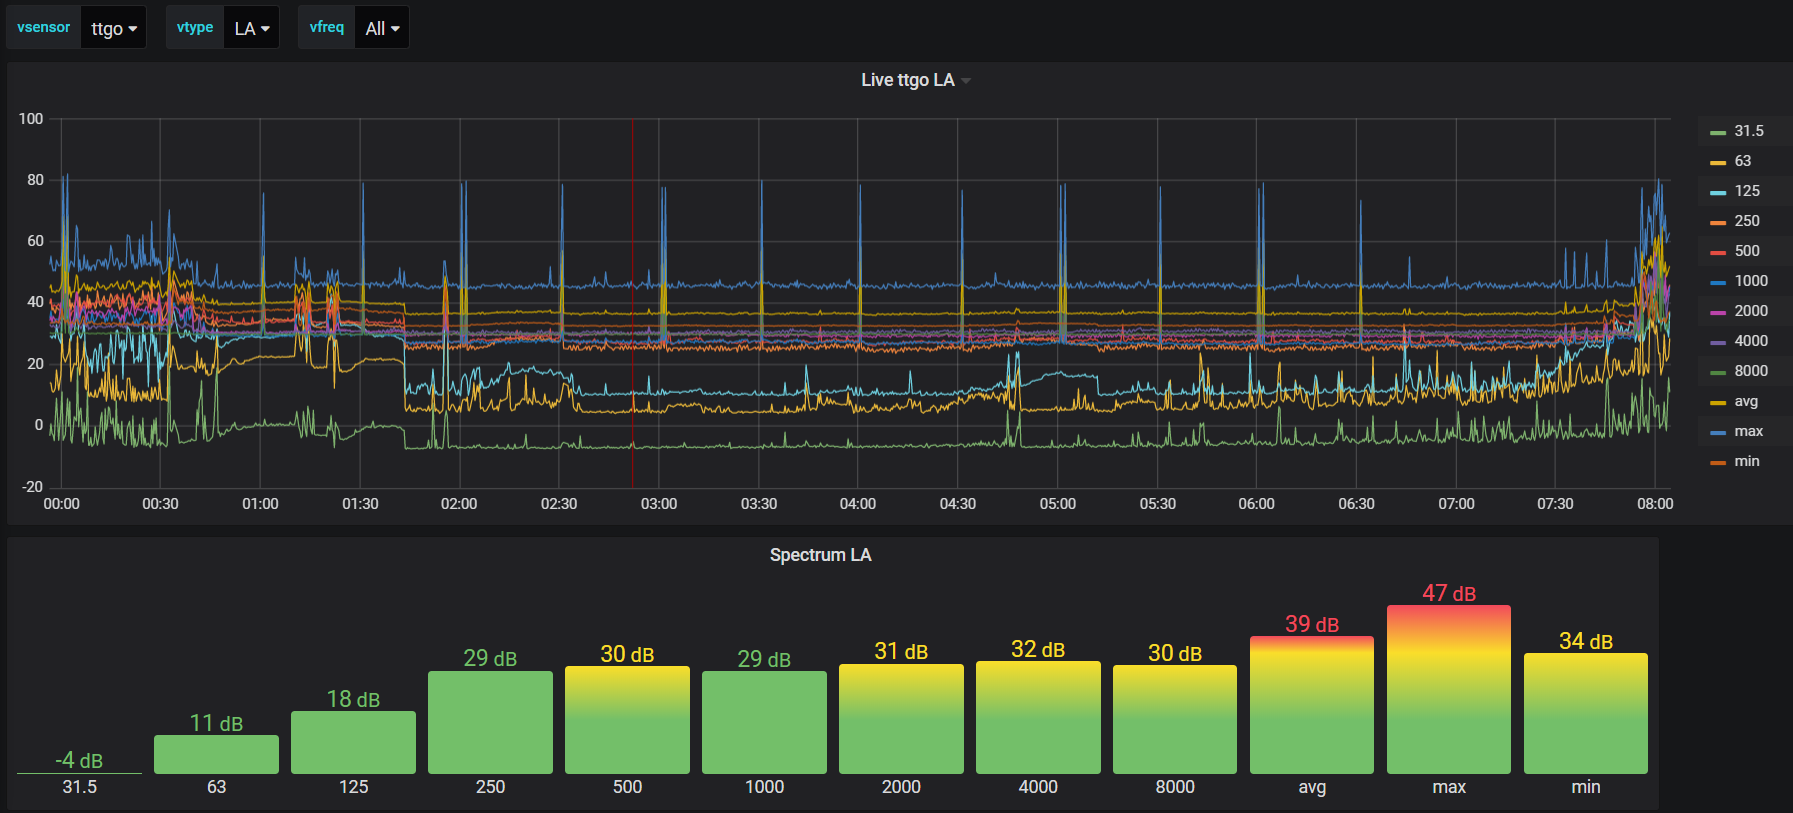 vsensor ttgo vtype LA vfreq All
Live ttgo LA
100
80
60
40
20
0
-20
00:00 00:30 01:00 01:30 02:00 02:30 03:00 03:30 04:00 04:30 05:00 05:30 06:00 06:30 07:00 07:30 08:00
31.5
63
125
250
500
1000
2000
4000
8000
avg
max
min
Spectrum LA
-4 dB 11 dB 18 dB 29 dB 30 dB 29 dB 31 dB 32 dB 30 dB 39 dB 47 dB 34 dB
31.5 63 125 250 500 1000 2000 4000 8000 avg max min